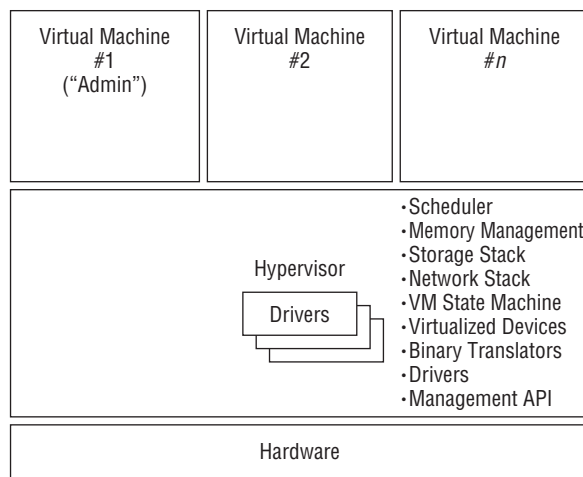 Virtual Machine
#1
("Admin")
Virtual Machine
#2
Virtual Machine
#n
Hypervisor
Drivers
·Scheduler
·Memory Management
·Storage Stack
·Network Stack
·VM State Machine
·Virtualized Devices
·Binary Translators
·Drivers
·Management API
Hardware